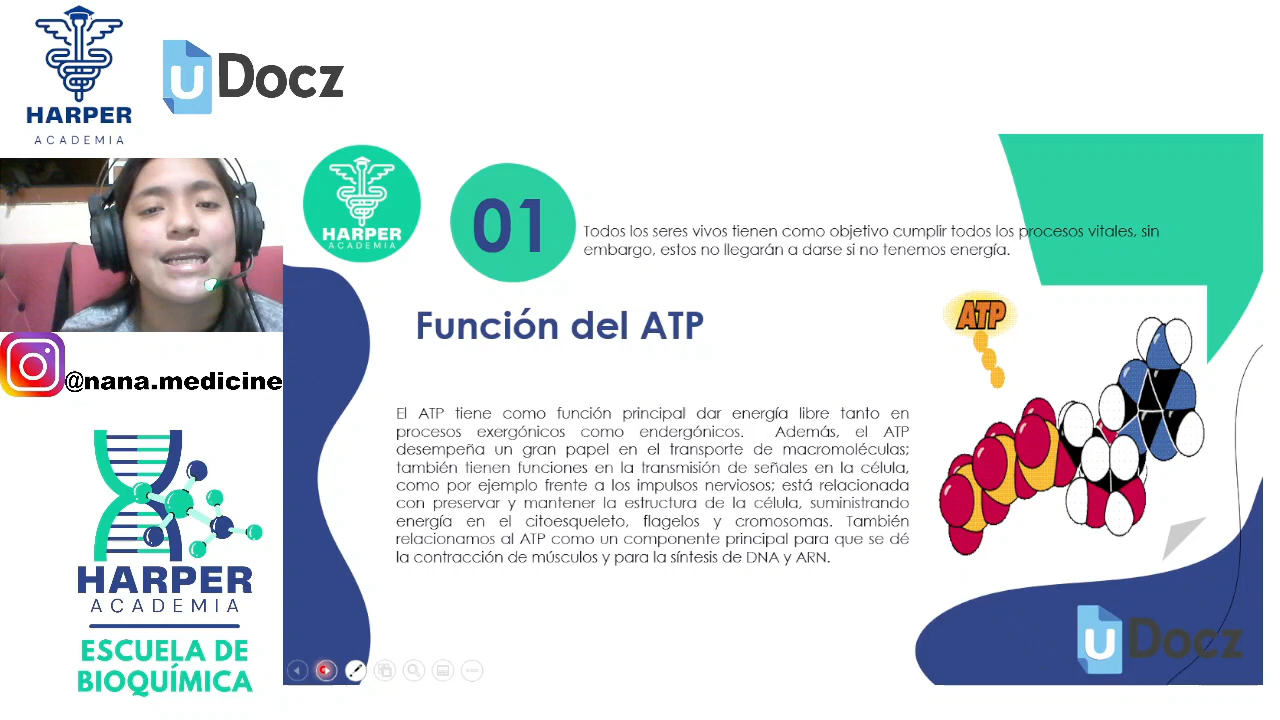 HARPER
ACADEMIA
uDocz
HARPER
ACADEMIA
01
Todos los seres vivos tienen como objetivo cumplir todos los procesos vitales, sin
embargo, estos no llegarán a darse si no tenemos energía.
Función del ATP
ATP
@nana.medicine
El ATP tiene como función principal dar energía libre tanto en
procesos exergónicos como endergónicos. Además, el ATP
desempeña un gran papel en el transporte de macromoléculas;
también tienen funciones en la transmisión de señales en la célula,
como por ejemplo frente a los impulsos nerviosos; está relacionada
con preservar y mantener la estructura de la célula, suministrando
energía en el citoesqueleto, flagelos y cromosomas. También
relacionamos al ATP como un componente principal para que se dé
la contracción de músculos y para la síntesis de DNA y ARN.
HARPER
ACADEMIA
ESCUELA DE
BIOQUÍMICA
uDocz